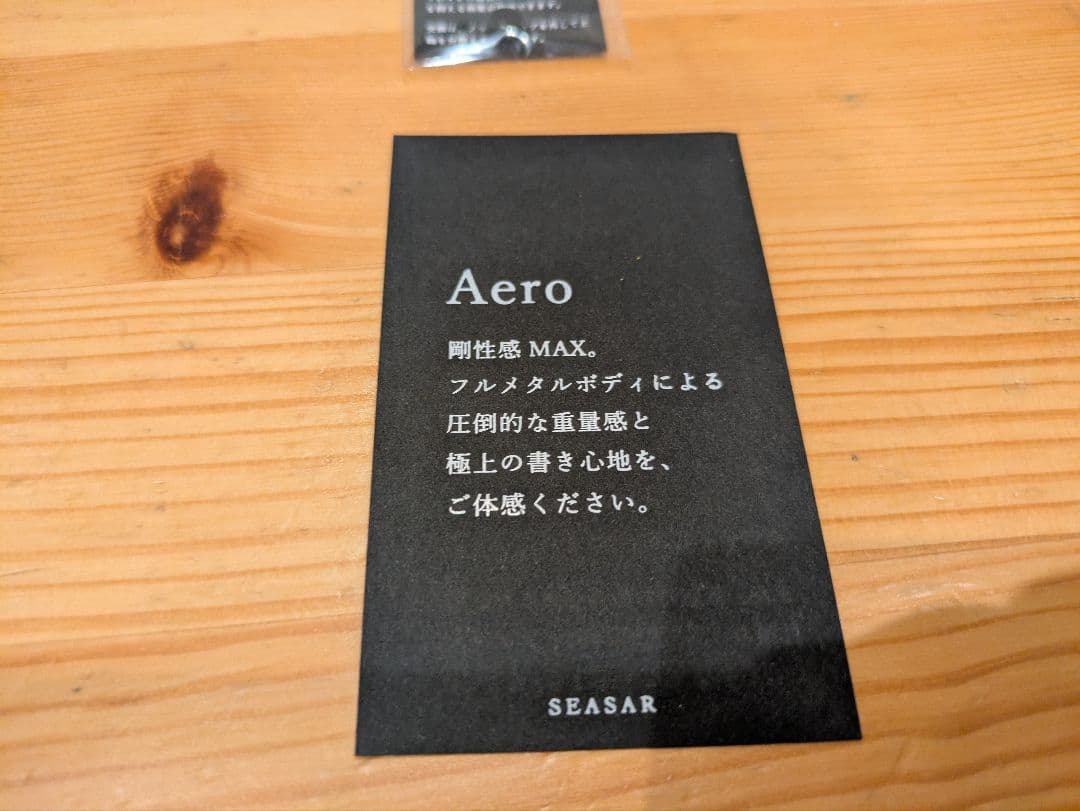 Aero
剛性感 MAX。
フルメタルボディによる
圧倒的な重量感と
極上の書き心地を、
ご体感ください。
SEASAR